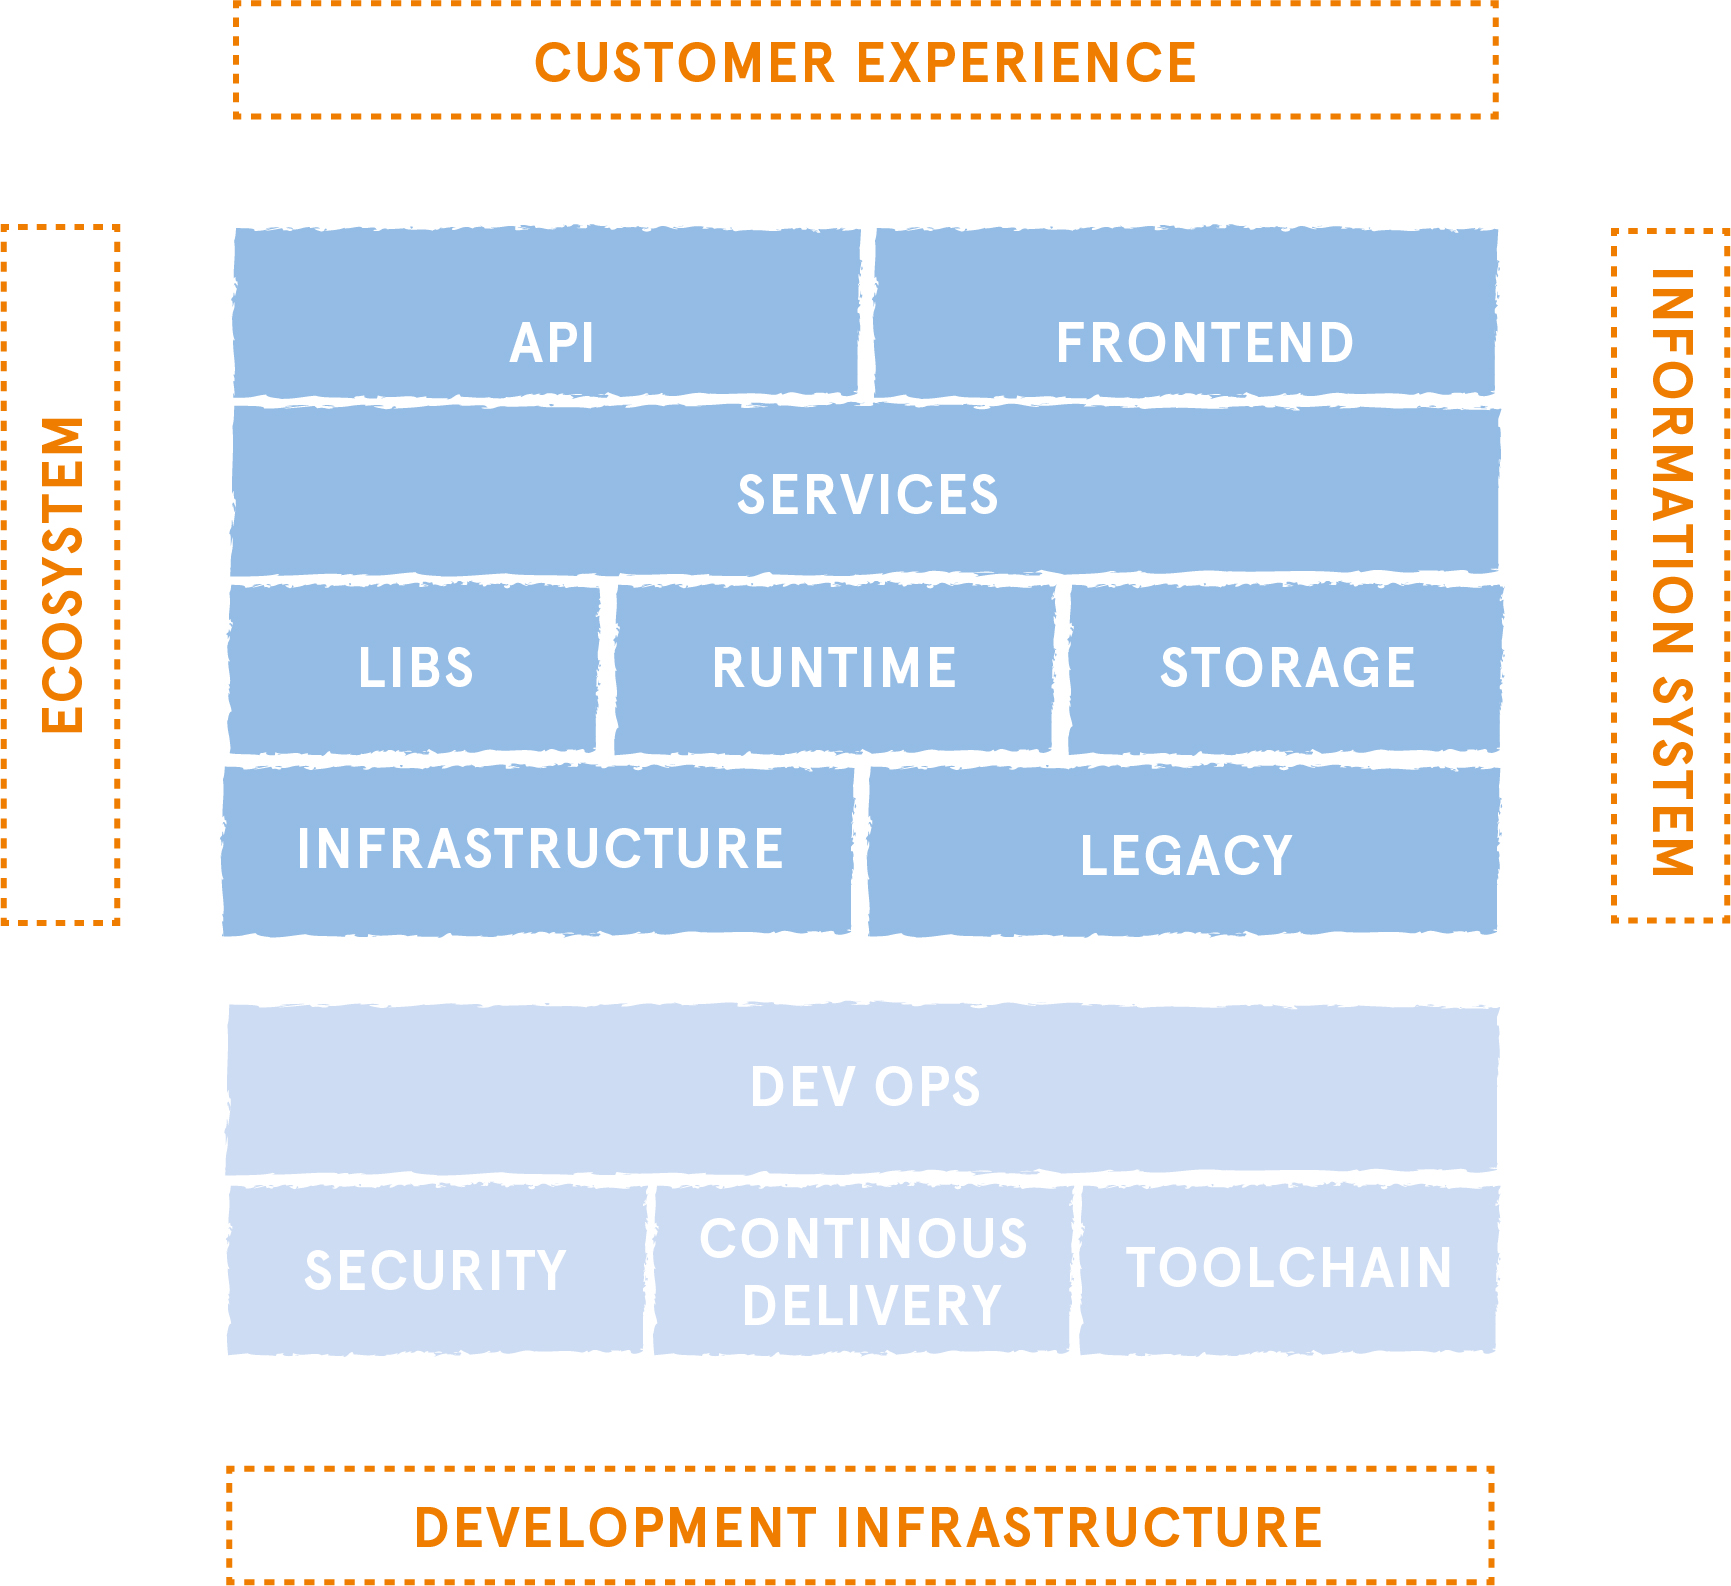 CUSTOMER EXPERIENCE
ECOSYSTEM
INFORMATION SYSTEM
API
FRONTEND
SERVICES
LIBS
RUNTIME
STORAGE
INFRASTRUCTURE
LEGACY
DEV OPS
SECURITY
CONTINOUS
DELIVERY
TOOLCHAIN
DEVELOPMENT INFRASTRUCTURE